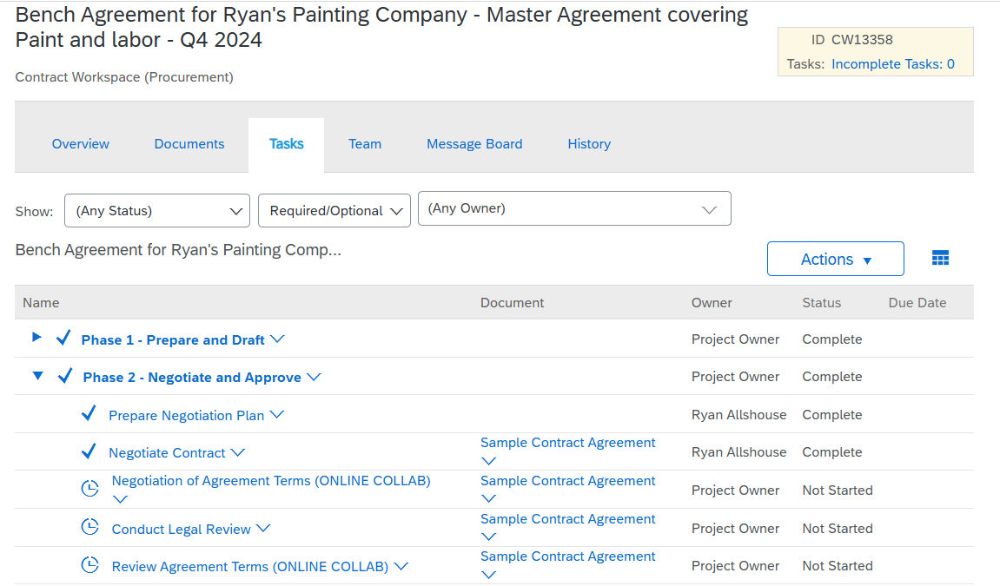 Bench Agreement for Ryan's Painting Company - Master Agreement covering
Paint and labor - Q4 2024
ID CW13358
Tasks: Incomplete Tasks: 0
Contract Workspace (Procurement)
Overview Documents Tasks Team Message Board History
Show: (Any Status) Required/Optional (Any Owner)
Bench Agreement for Ryan's Painting Comp...
Actions
Name Document Owner Status Due Date
Phase 1 - Prepare and Draft Project Owner Complete
Phase 2 - Negotiate and Approve Project Owner Complete
Prepare Negotiation Plan Ryan Allshouse Complete
Negotiate Contract Sample Contract Agreement Ryan Allshouse Complete
Negotiation of Agreement Terms (ONLINE COLLAB) Sample Contract Agreement Project Owner Not Started
Conduct Legal Review Sample Contract Agreement Project Owner Not Started
Review Agreement Terms (ONLINE COLLAB) Sample Contract Agreement Project Owner Not Started